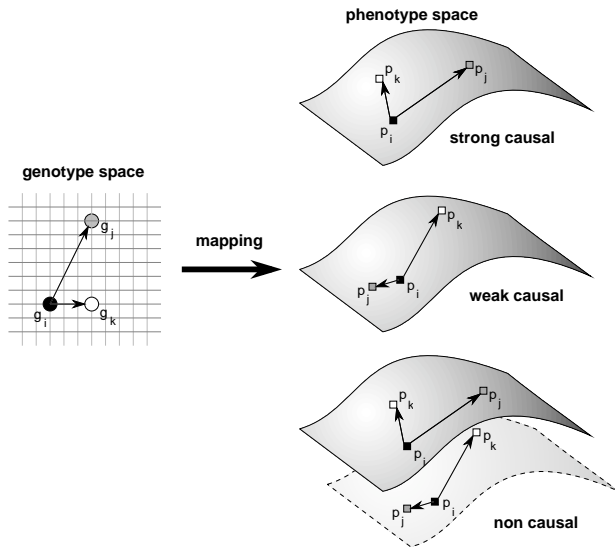 phenotype space
p k
p j
p i
strong causal
genotype space
g j
g i
g k
mapping
p k
p j
p i
weak causal
p k
p j
p i
p k
p j
p i
non causal